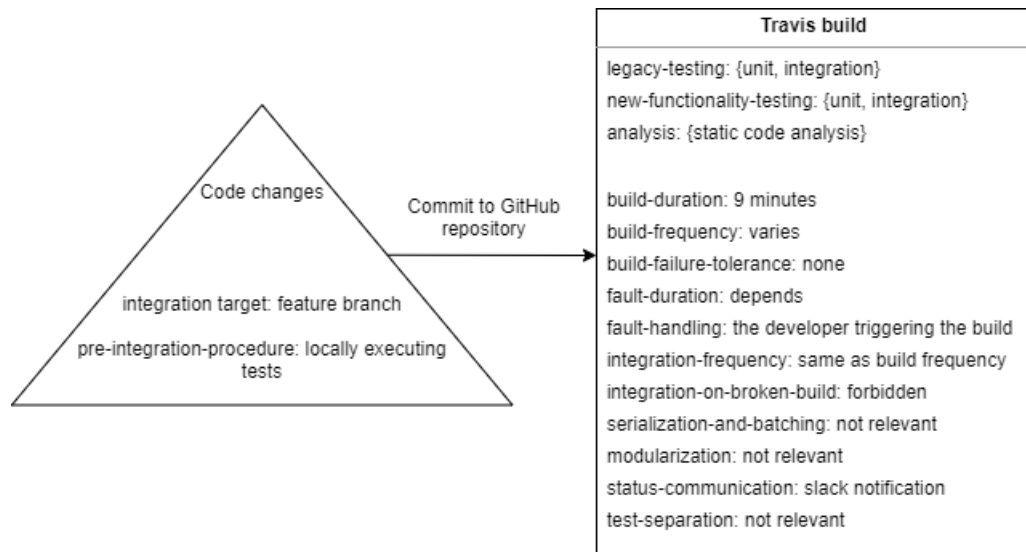 Code changes
integration target: feature branch
pre-integration-procedure: locally executing
tests
Commit to GitHub
repository
Travis build
legacy-testing: {unit, integration}
new-functionality-testing: {unit, integration}
analysis: {static code analysis}
build-duration: 9 minutes
build-frequency: varies
build-failure-tolerance: none
fault-duration: depends
fault-handling: the developer triggering the build
integration-frequency: same as build frequency
integration-on-broken-build: forbidden
serialization-and-batching: not relevant
modularization: not relevant
status-communication: slack notification
test-separation: not relevant